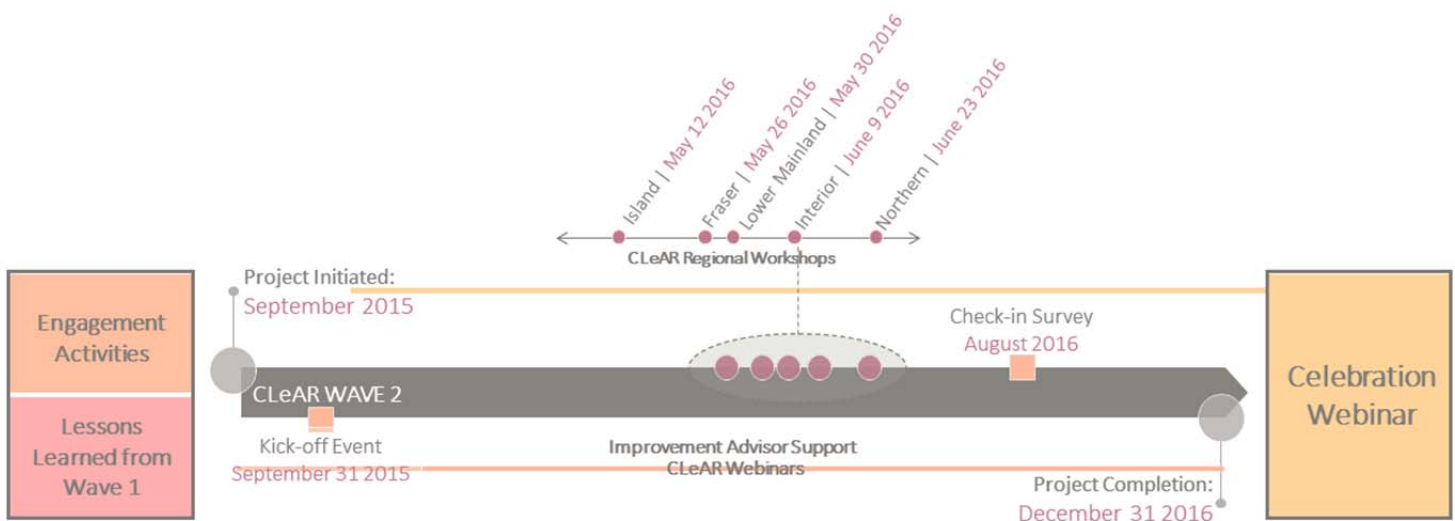 Island | May 12 2016
Fraser | May 26 2016
Lower Mainland | May 30 2016
Interior | June 9 2016
Northern | June 23 2016
CLeAR Regional Workshops
Engagement
Activities
Lessons
Learned from
Wave 1
Project Initiated:
September 2015
Check-in Survey
August 2016
CLeAR WAVE 2
Kick-off Event
September 31 2015
Improvement Advisor Support
CLeAR Webinars
Project Completion:
December 31 2016
Celebration
Webinar